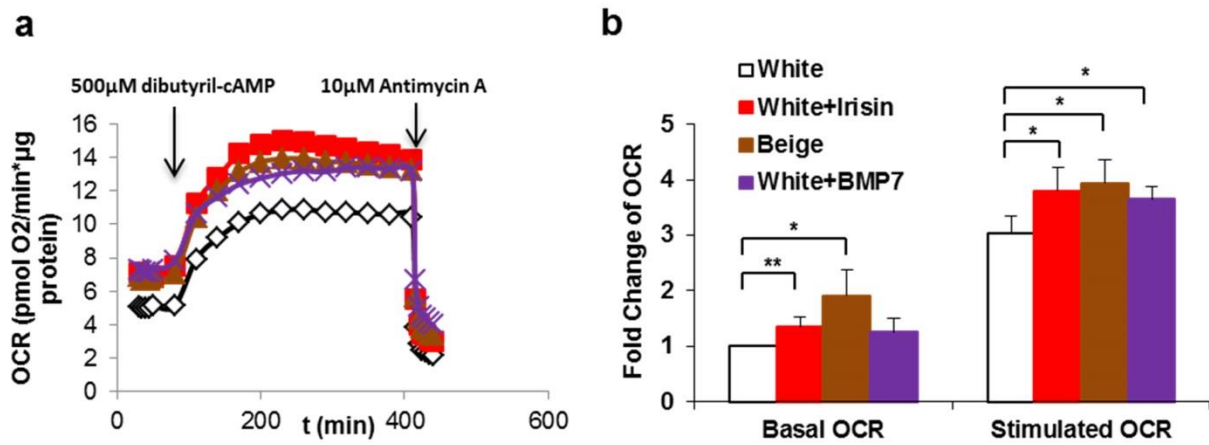 a
500µM dibutyril-cAMP
10µM Antimycin A
OCR (pmol O2/min*µg
protein)
16
14
12
10
8
6
4
2
0
0
200
400
600
t (min)
b
White
White+Irisin
Beige
White+BMP7
Fold Change of OCR
5
4
3
2
1
0
**
*
*
*
*
Basal OCR
Stimulated OCR